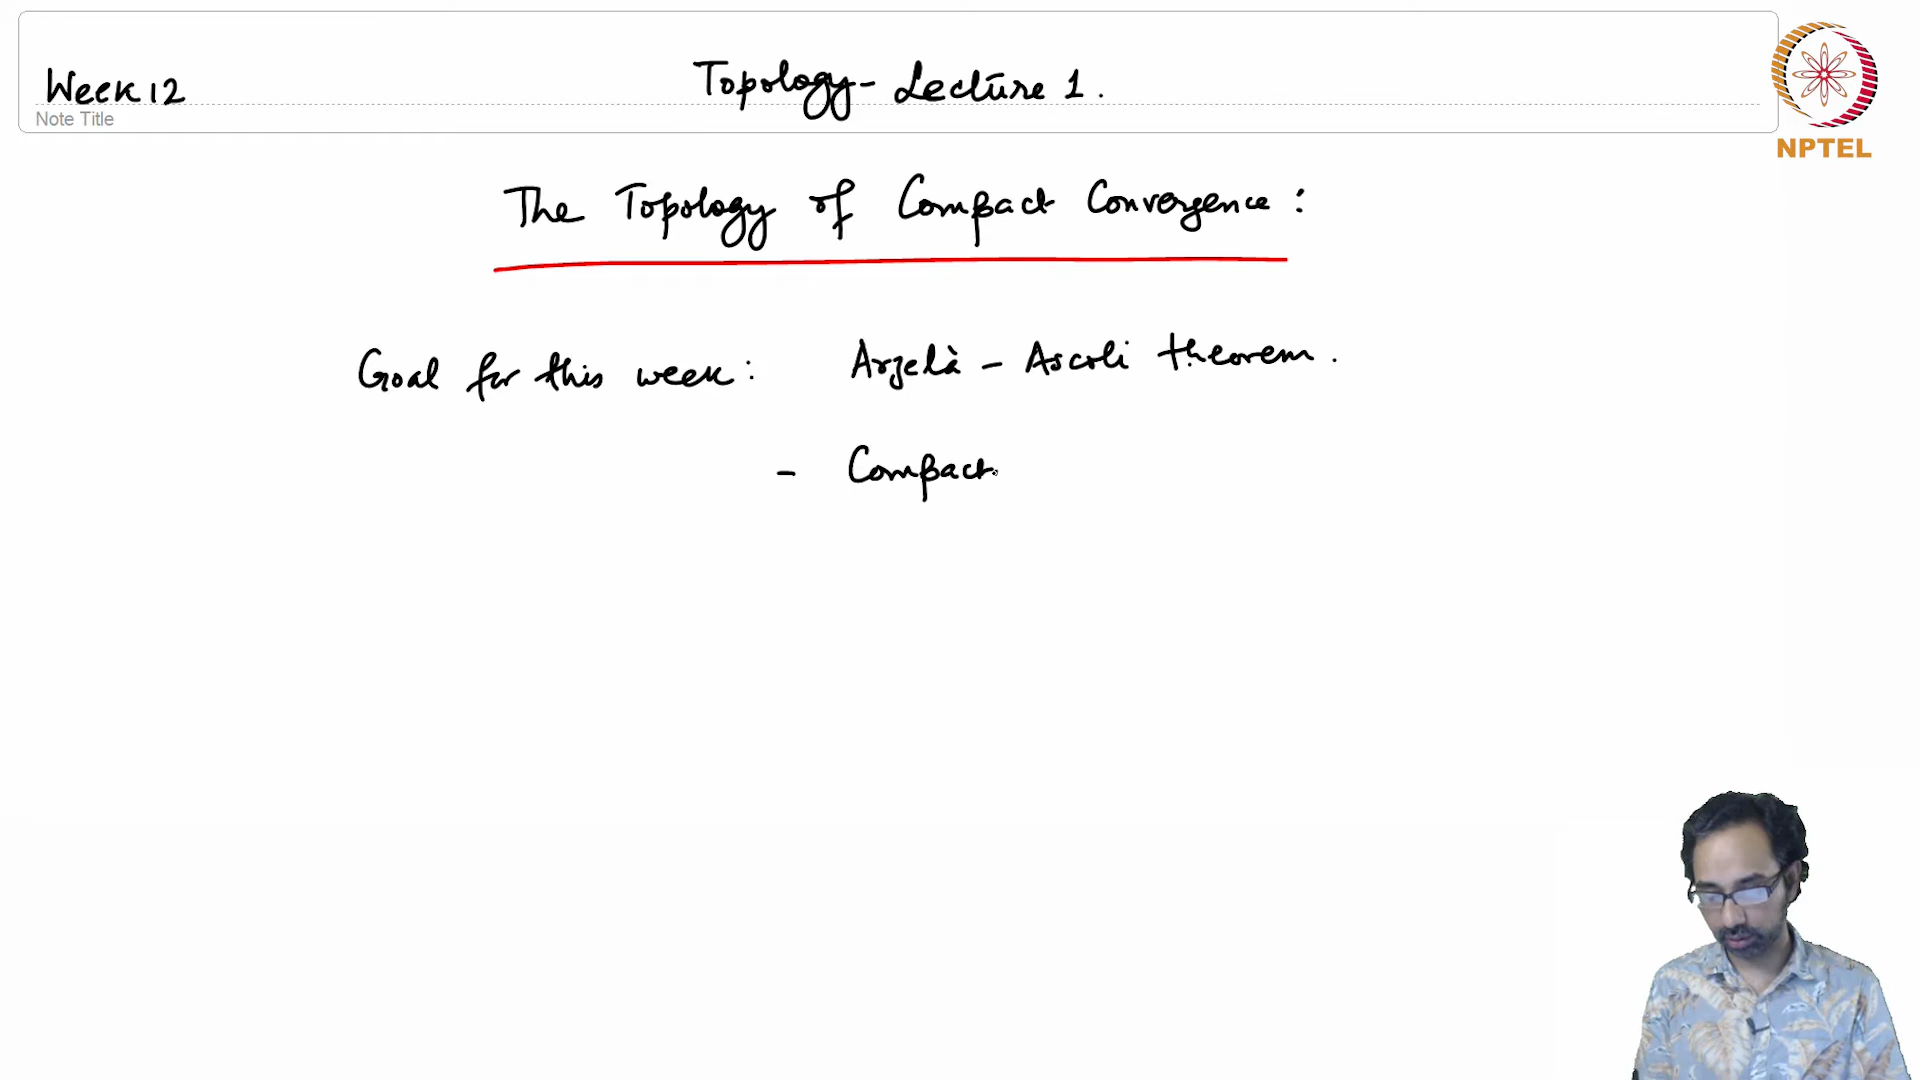 Week 12
Topology - Lecture 1.
Note Title
NPTEL
The Topology of Compact Convergence :
Goal for this week : Arzelà - Ascoli theorem.
- Compact